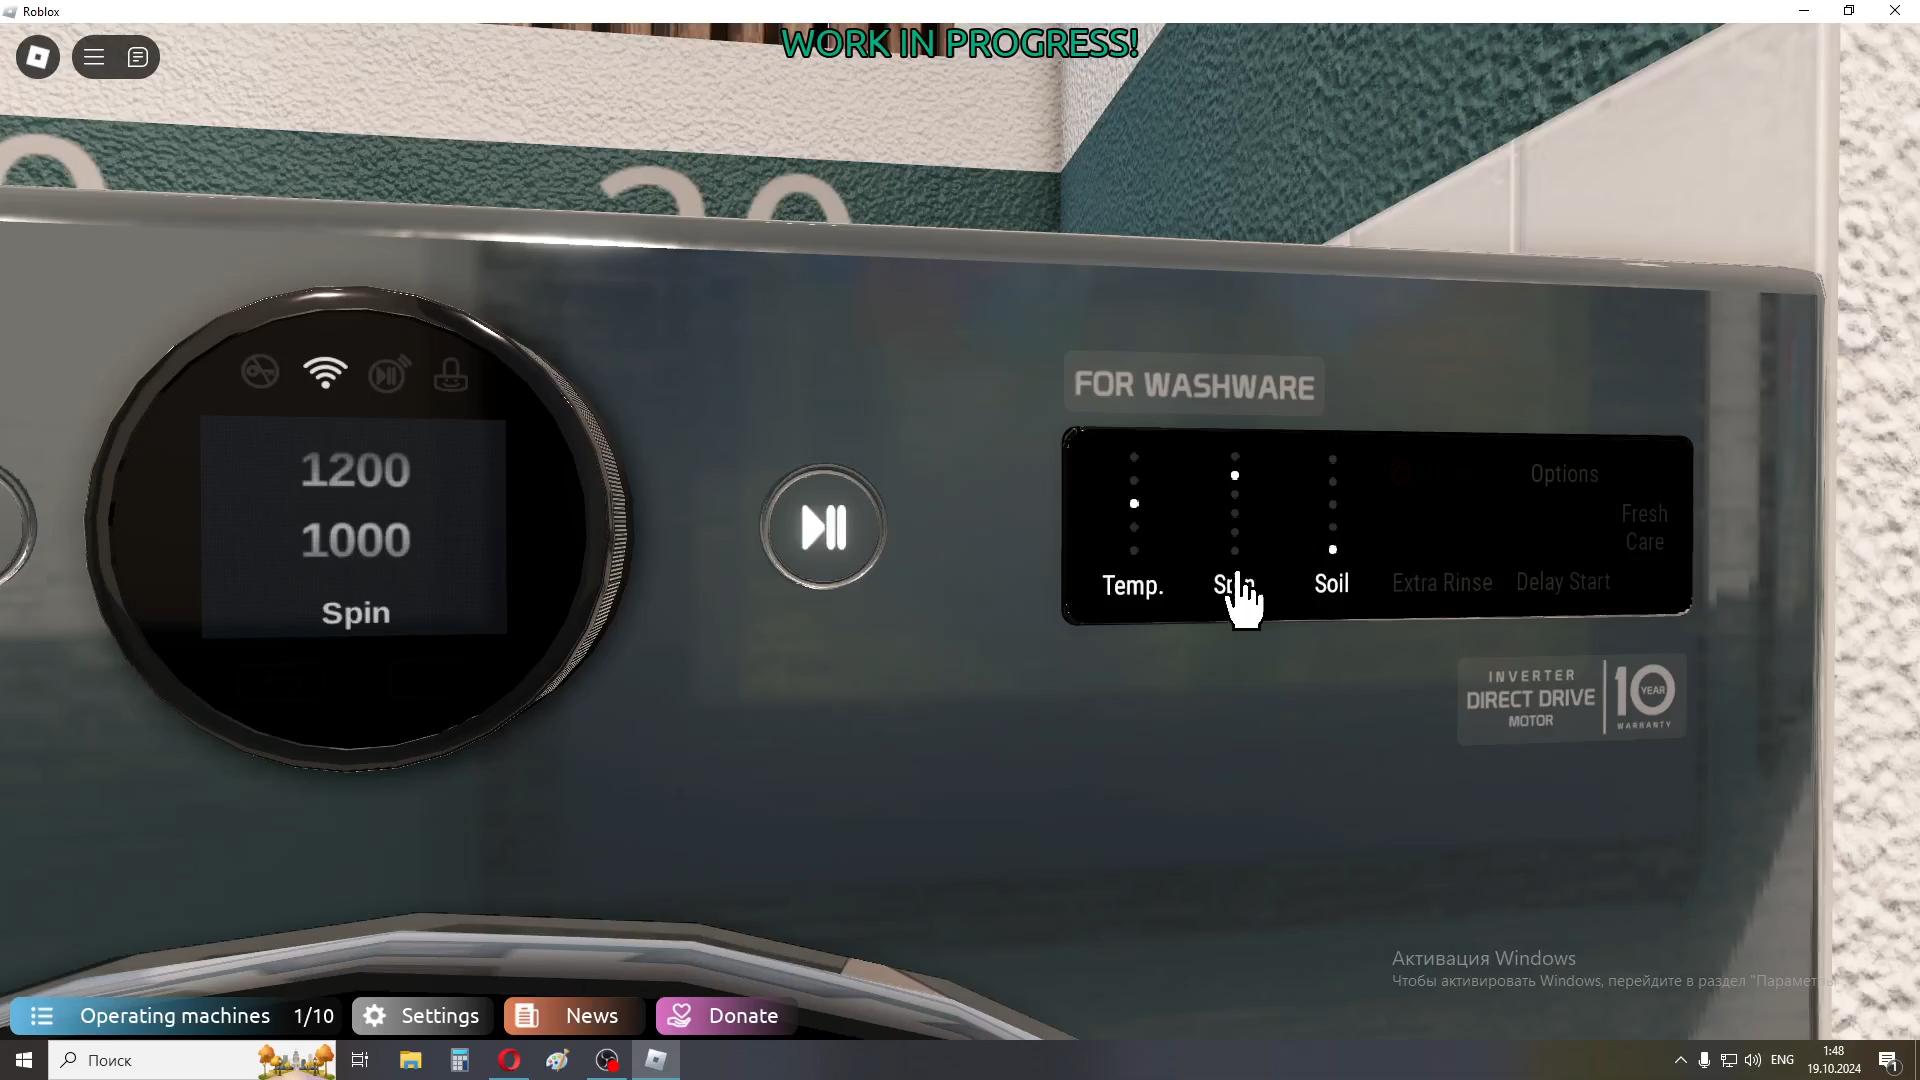 Roblox
WORK IN PROGRESS!
1200
1000
Spin
FOR WASHWARE
Options
Fresh
Care
Temp.
Soil
Extra Rinse
Delay Start
INVERTER
DIRECT DRIVE
MOTOR
10
YEAR
WARRANTY
Активация Windows
Чтобы активировать Windows, перейдите в раздел "Параметры
Operating machines 1/10
Settings
News
Donate
Поиск
ENG
1:48
19.10.2024
1